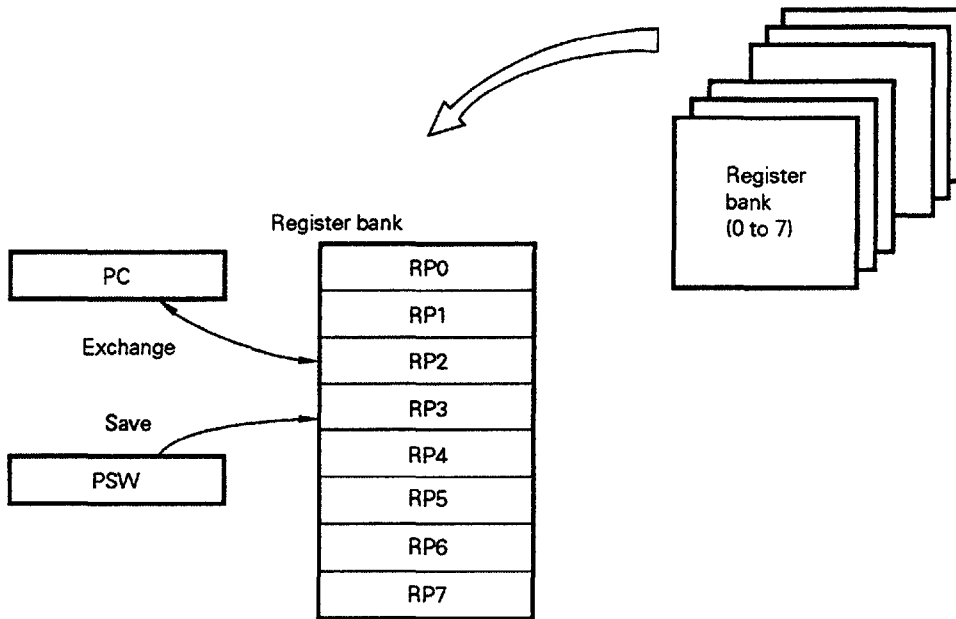 Register
bank
(0 to 7)
Register bank
PC
Exchange
Save
PSW
RP0
RP1
RP2
RP3
RP4
RP5
RP6
RP7